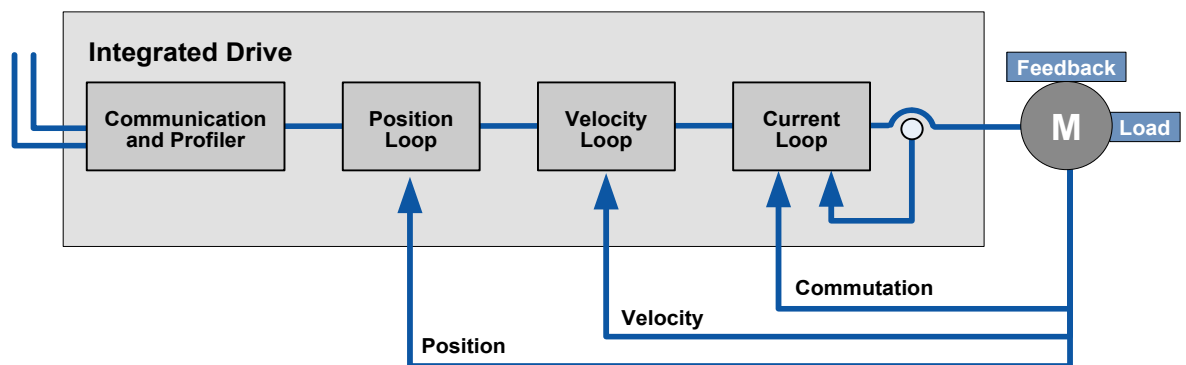 Integrated Drive
Communication
and Profiler
Position
Loop
Velocity
Loop
Current
Loop
Feedback
M
Load
Commutation
Velocity
Position